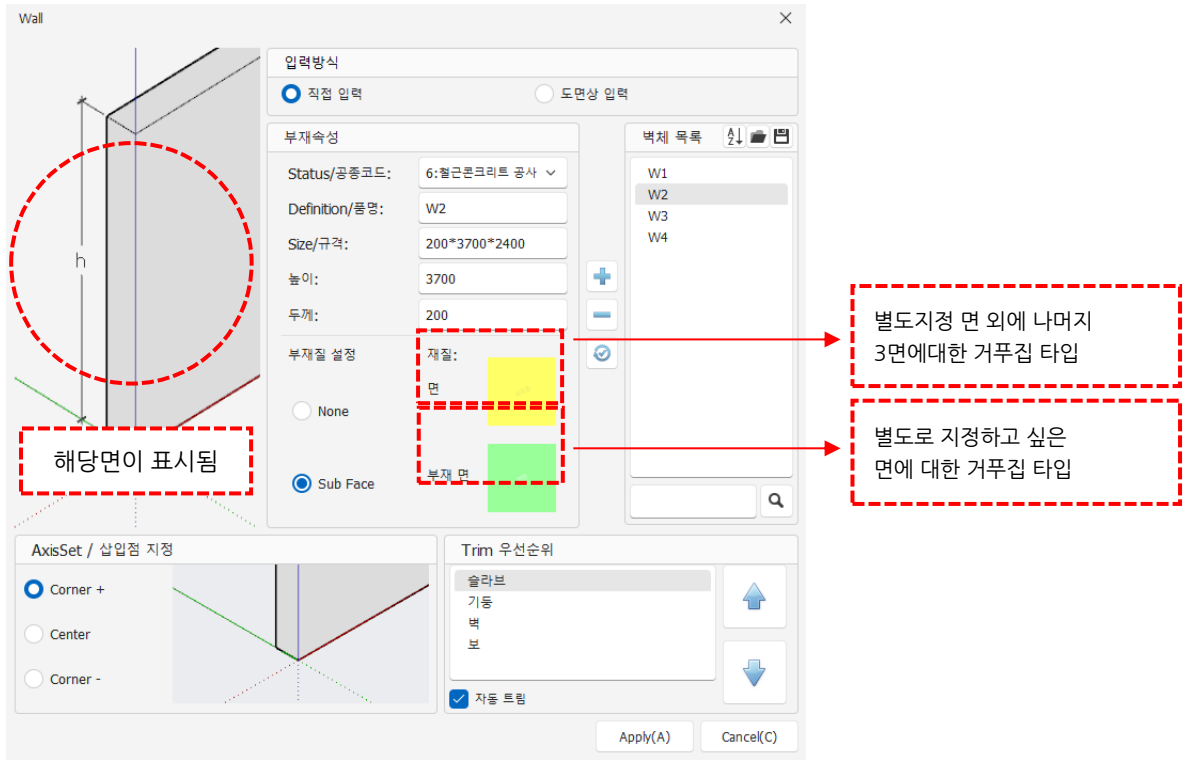 Wall
입력방식
직접 입력
도면상 입력
부재속성
벽체 목록
Status/공종코드:
6:철근콘크리트 공사
Definition/품명:
W2
Size/규격:
200*3700*2400
높이:
3700
두께:
200
부재질 설정
재질:
면
None
Sub Face
부재 면
W1
W2
W3
W4
h
해당면이 표시됨
별도지정 면 외에 나머지
3면에대한 거푸집 타입
별도로 지정하고 싶은
면에 대한 거푸집 타입
AxisSet / 삽입점 지정
Corner +
Center
Corner -
Trim 우선순위
슬라브
기둥
벽
보
자동 트림
Apply(A)
Cancel(C)